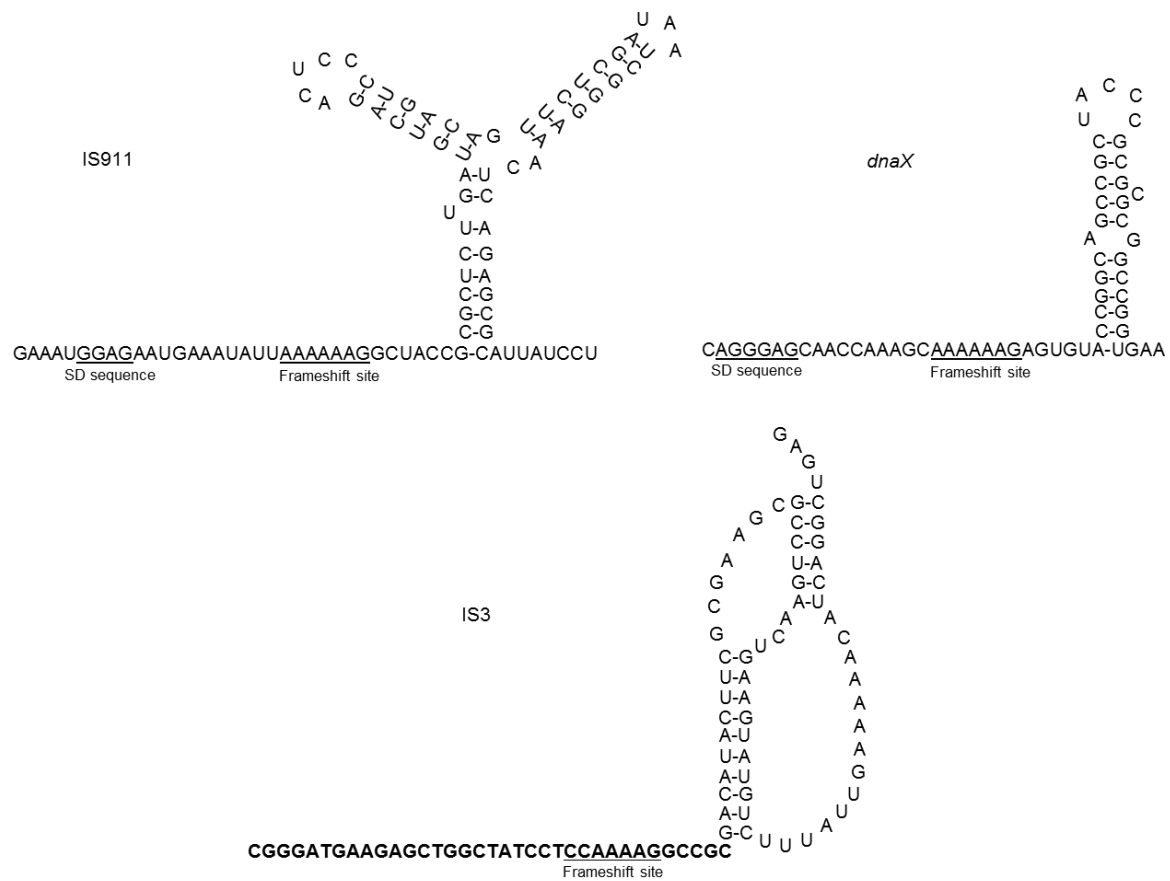 U C C
C A
C-G
U-A
G-C
A-U
C-G
A-U
G
U A
A
A-U
G-C
C-G
U-G
C-G
U-A
U-A
C A
IS911
A-U
G-C
U
U-A
C-G
U-A
C-G
G-C
C-G
GAAAUGGAGAAUGAAAUAUUAAAAAAGGCUACCG-CAUUAUCCU
SD sequence
Frameshift site
A C C
U C
dnaX
C-G
G-C
C-G C
C-G
G-C
A G
C-G
G-C
G-C
C-G
C-G
CAGGGAGCAACCAAAGCAAAAAAGAGUGUA-UGAA
SD sequence
Frameshift site
IS3
G
A
G
U
C G-C
G C-G
A C-G
A U-A
G G-C
C A-U
G A A
U C C
A
A
A
A
A
A
G
U
U
A
U U U C
C-G
U-A
U-A
C-G
A-U
U-A
A-U
C-G
A-U
G-C
CGGGATGAAGAGCTGGCTATCCTCCAAAAGGCCGC
Frameshift site